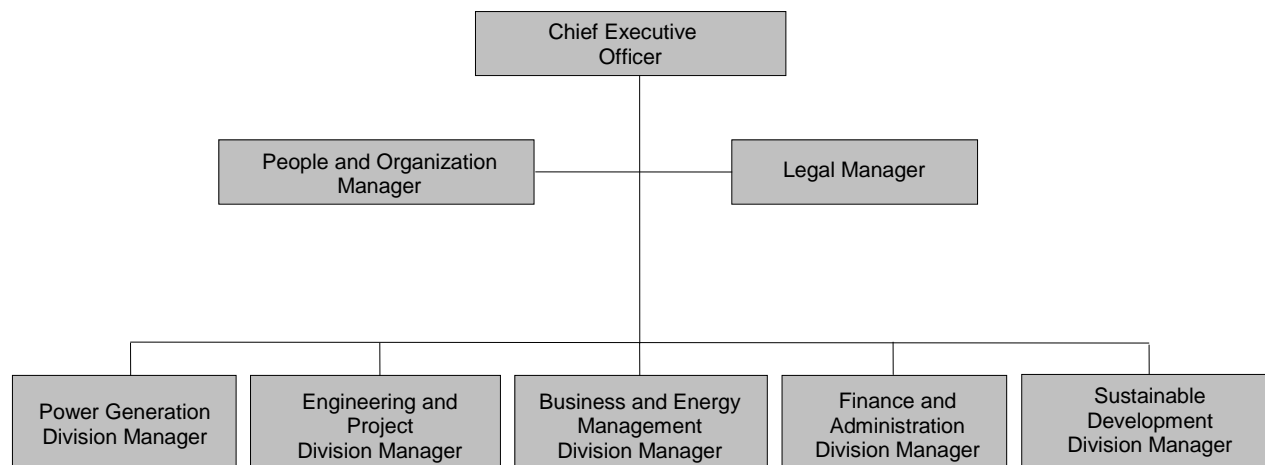 Chief Executive
Officer
People and Organization
Manager
Legal Manager
Power Generation
Division Manager
Engineering and
Project
Division Manager
Business and Energy
Management
Division Manager
Finance and
Administration
Division Manager
Sustainable
Development
Division Manager